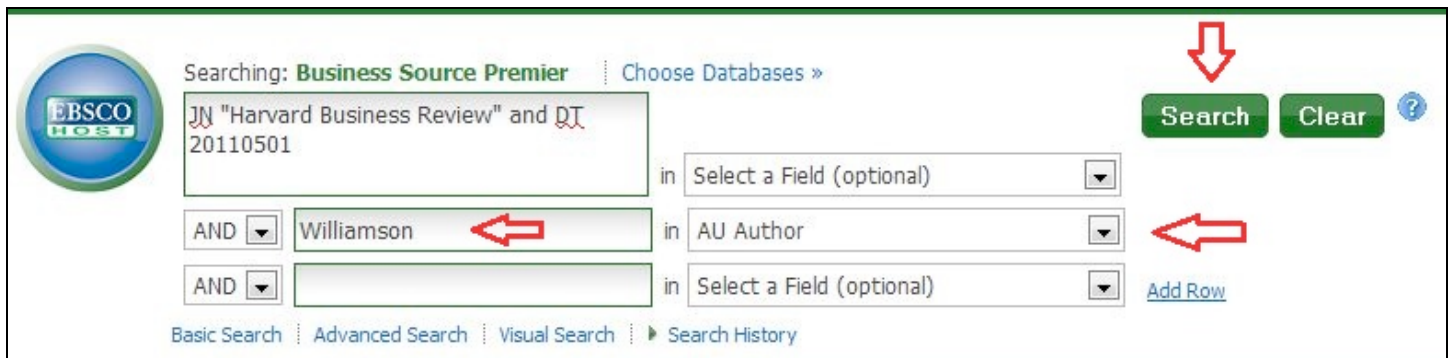 Searching: Business Source Premier Choose Databases »
EBSCO
HOST
JN "Harvard Business Review" and DT
20110501
Search Clear ?
in Select a Field (optional)
AND Williamson in AU Author
AND in Select a Field (optional) Add Row
Basic Search Advanced Search Visual Search Search History